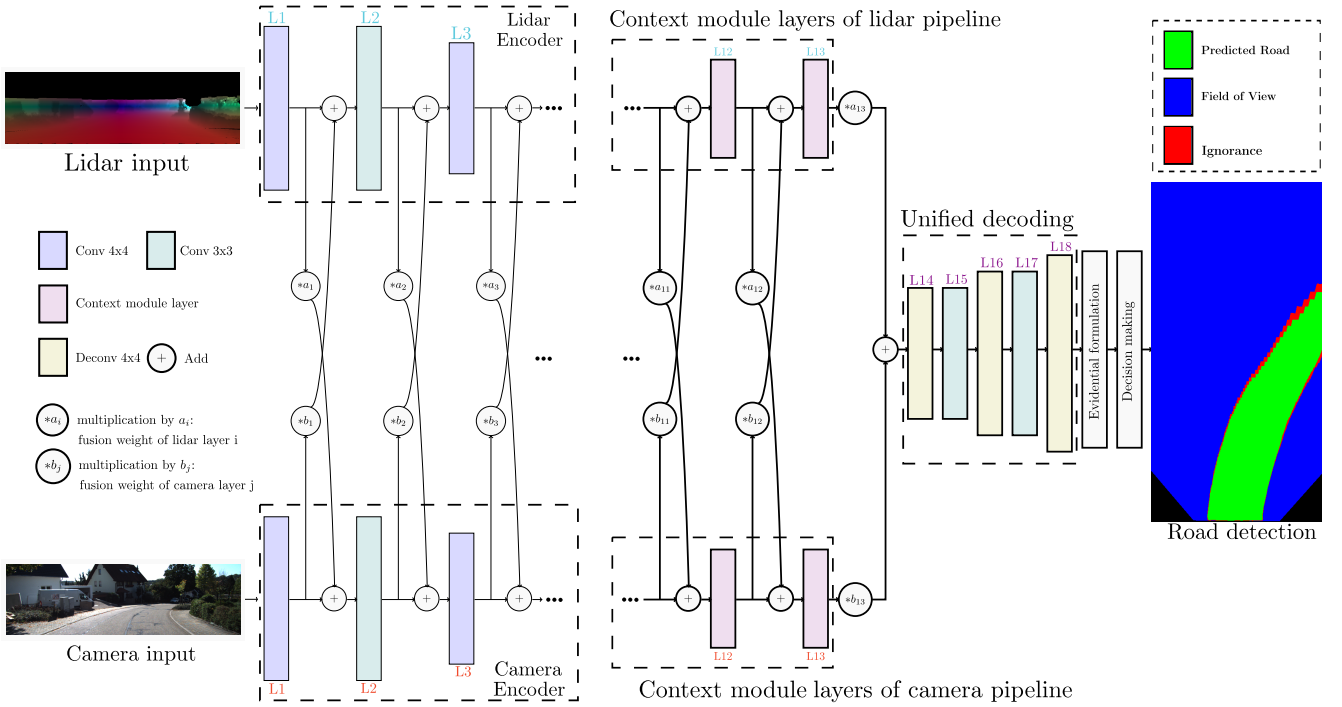 L1
L2
L3
Lidar
Encoder
Context module layers of lidar pipeline
L12
L13
Predicted Road
Field of View
Ignorance
+
+
+
•••
•••
+
+
*a13
Lidar input
Conv 4x4
Conv 3x3
Context module layer
Deconv 4x4
+
Add
*ai
multiplication by ai:
fusion weight of lidar layer i
*bj
multiplication by bj:
fusion weight of camera layer j
*a1
*a2
*a3
•••
•••
*a11
*a12
*b1
*b2
*b3
*b11
*b12
Unified decoding
L14
L15
L16
L17
L18
+
Evidential formulation
Decision making
Road detection
Camera input
+
+
+
•••
•••
+
+
*b13
L1
L2
L3
Camera
Encoder
L12
L13
Context module layers of camera pipeline